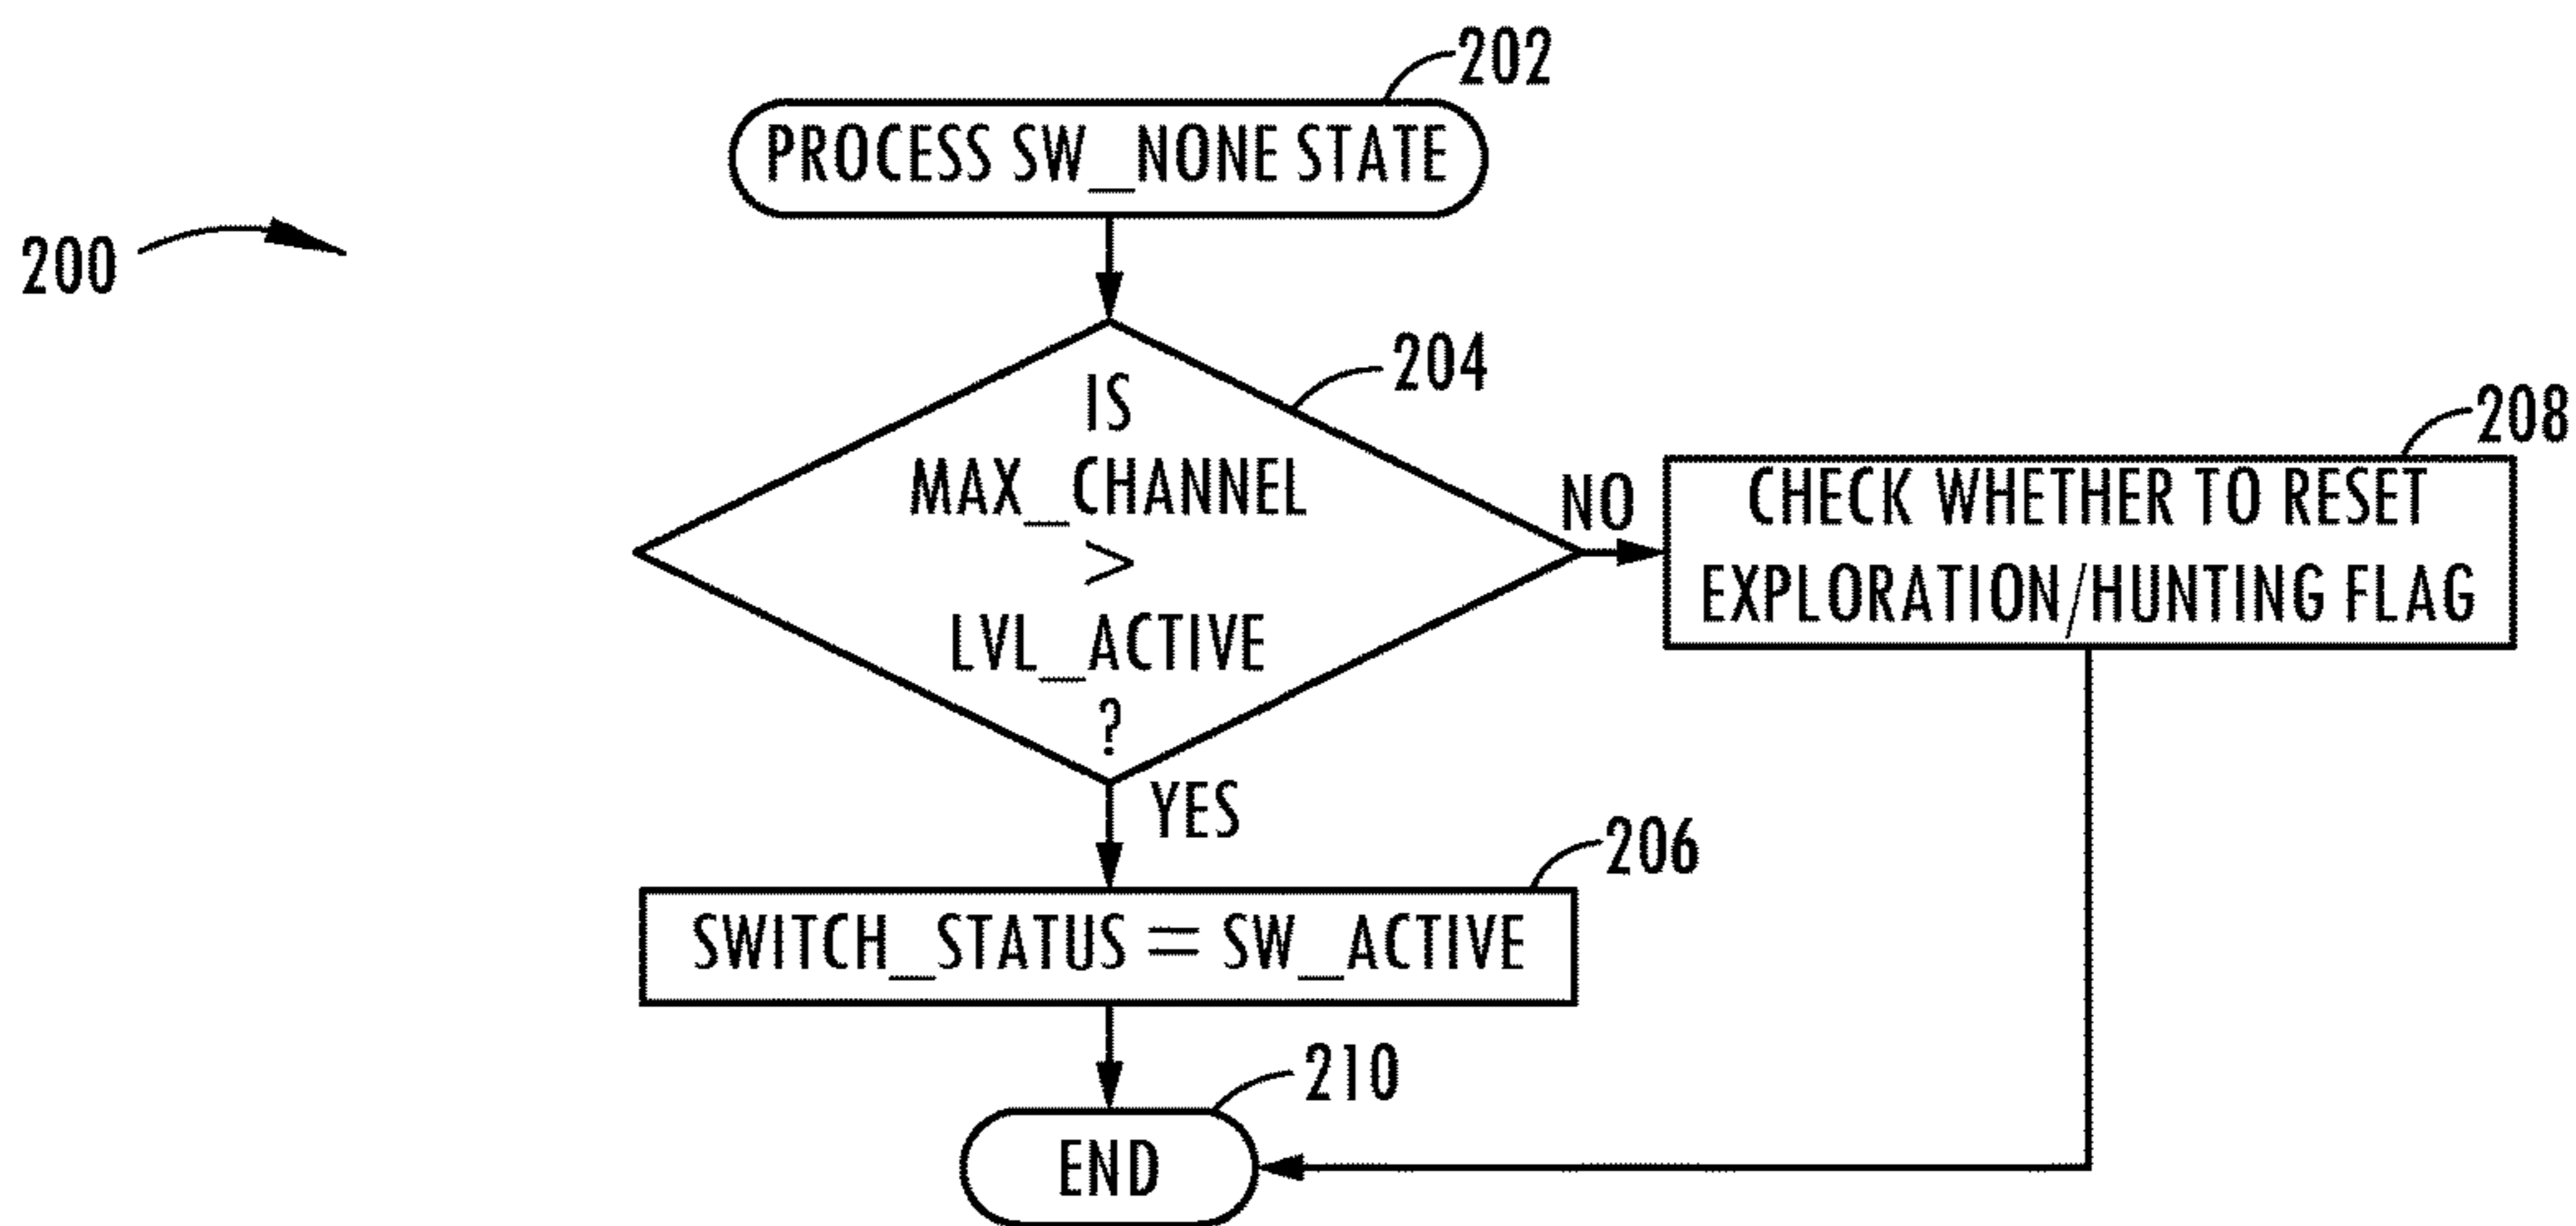 202
PROCESS SW_NONE STATE
200
204
IS
MAX_CHANNEL
>
LVL_ACTIVE
?
NO
208
CHECK WHETHER TO RESET
EXPLORATION/HUNTING FLAG
YES
206
SWITCH_STATUS = SW_ACTIVE
210
END